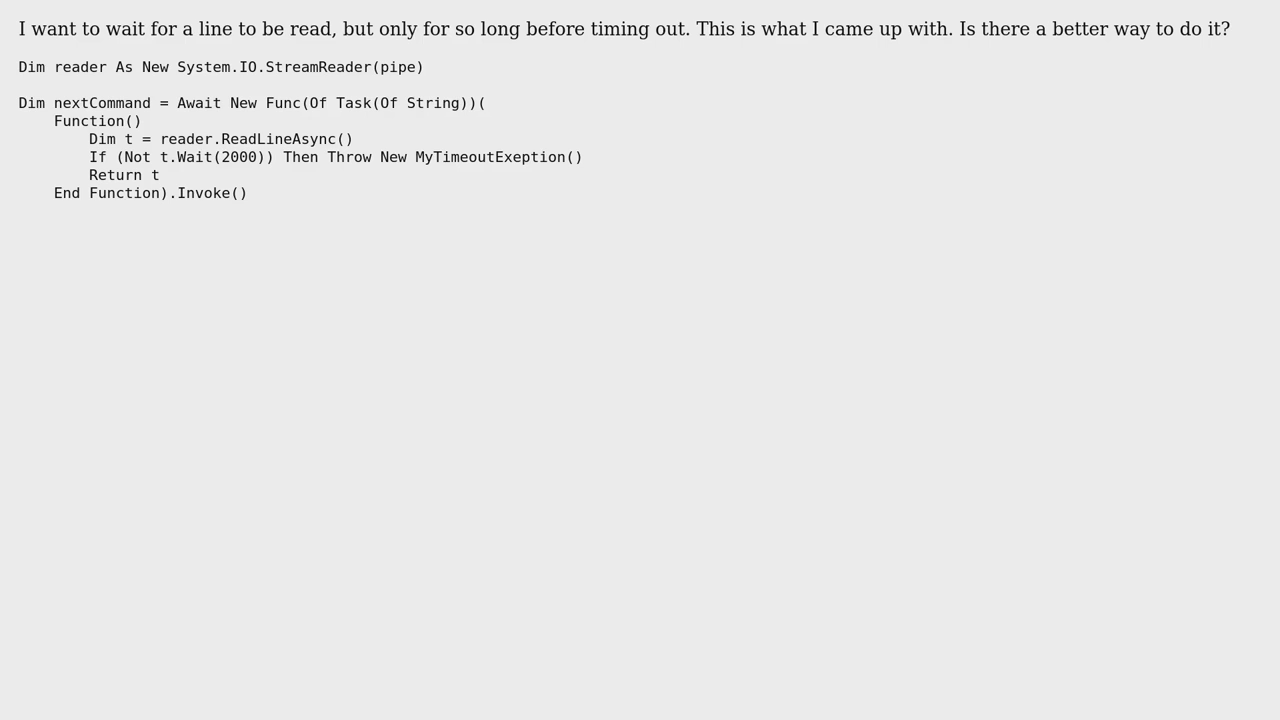 I want to wait for a line to be read, but only for so long before timing out. This is what I came up with. Is there a better way to do it?
Dim reader As New System.IO.StreamReader(pipe)
Dim nextCommand = Await New Func(Of Task(Of String))(
    Function()
        Dim t = reader.ReadLineAsync()
        If (Not t.Wait(2000)) Then Throw New MyTimeoutExeption()
        Return t
    End Function).Invoke()